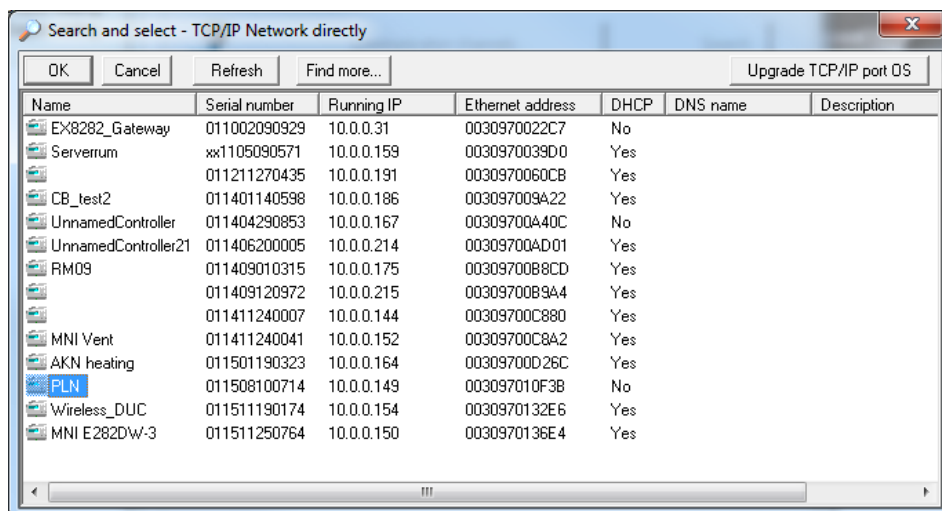 Search and select - TCP/IP Network directly
OK Cancel Refresh Find more... Upgrade TCP/IP port OS
Name Serial number Running IP Ethernet address DHCP DNS name Description
EX8282_Gateway 011002090929 10.0.0.31 0030970022C7 No
Serverrum xx1105090571 10.0.0.159 0030970039D0 Yes
011211270435 10.0.0.191 0030970060CB Yes
CB_test2 011401140598 10.0.0.186 003097009A22 Yes
UnnamedController 011404290853 10.0.0.167 00309700A40C No
UnnamedController21 011406200005 10.0.0.214 00309700AD01 Yes
RM09 011409010315 10.0.0.175 00309700B8CD Yes
011409120972 10.0.0.215 00309700B9A4 Yes
011411240007 10.0.0.144 00309700C880 Yes
MNI Vent 011411240041 10.0.0.152 00309700C8A2 Yes
AKN heating 011501190323 10.0.0.164 00309700D26C Yes
PLN 011508100714 10.0.0.149 003097010F3B No
Wireless_DUC 011511190174 10.0.0.154 0030970132E6 Yes
MNI E282DW-3 011511250764 10.0.0.150 0030970136E4 Yes